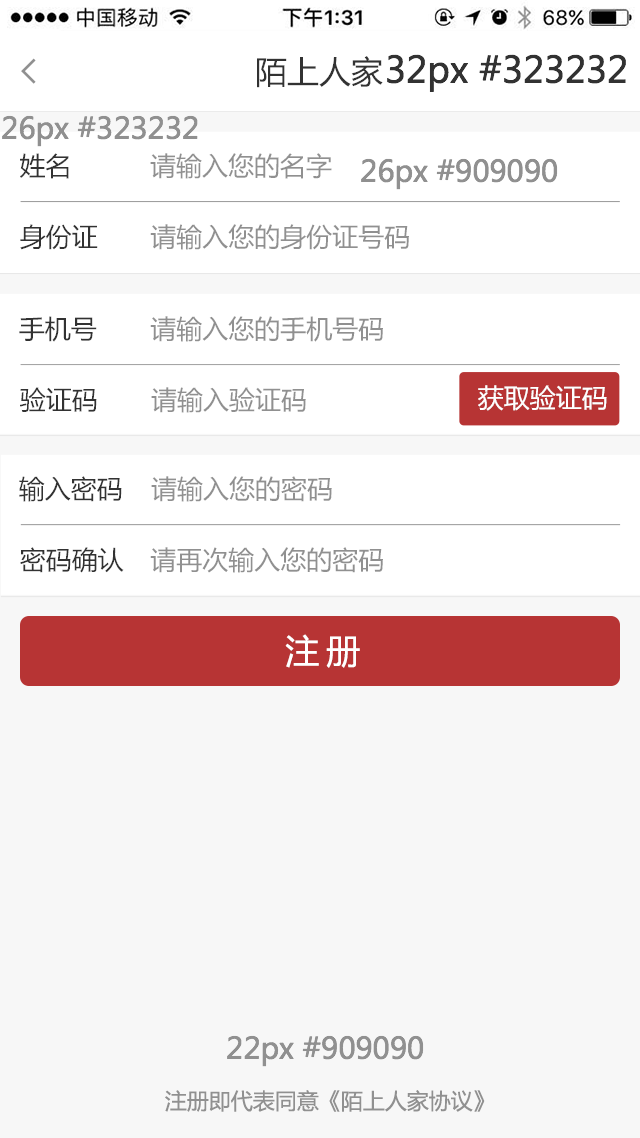 中国移动 下午1:31 68%
陌上人家32px #323232
26px #323232
姓名 请输入您的名字 26px #909090
身份证 请输入您的身份证号码
手机号 请输入您的手机号码
验证码 请输入验证码 获取验证码
输入密码 请输入您的密码
密码确认 请再次输入您的密码
注册
22px #909090
注册即代表同意《陌上人家协议》